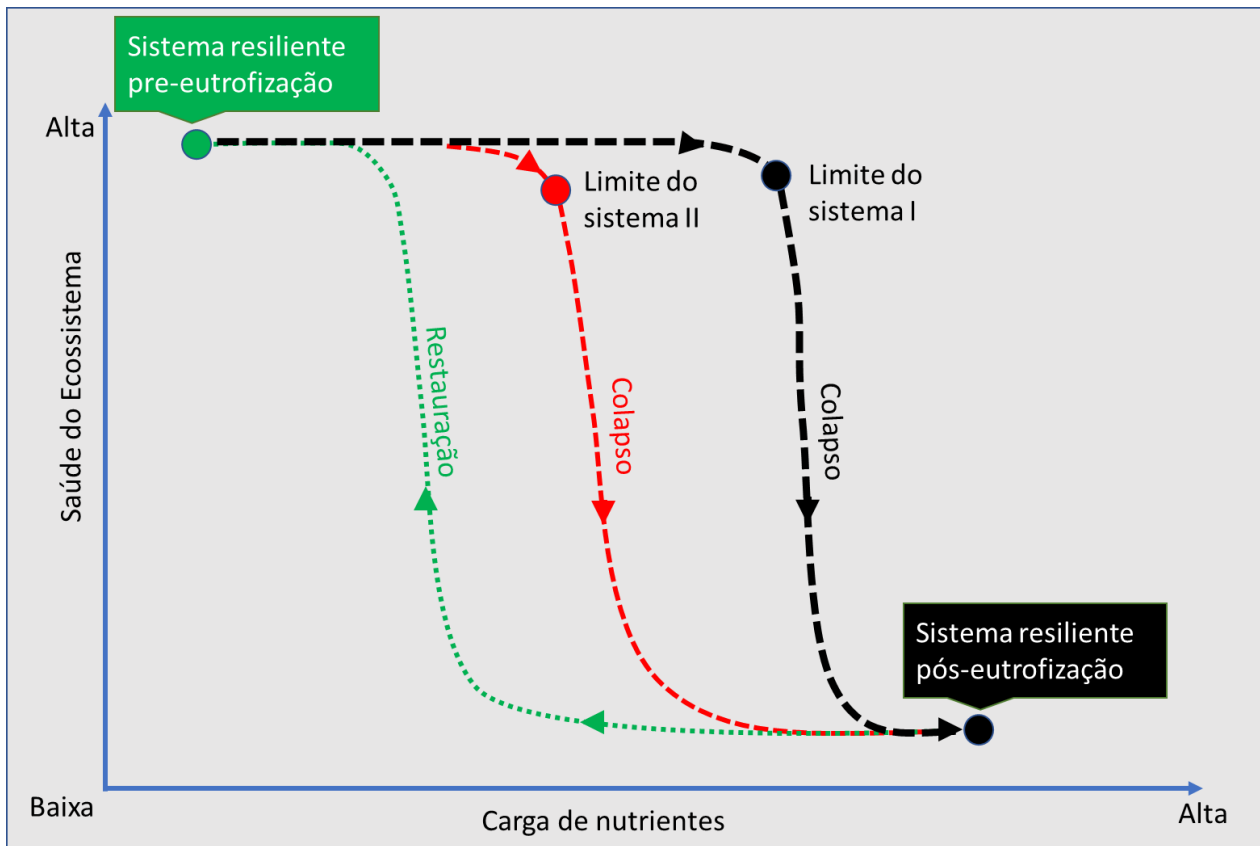 Sistema resiliente
pre-eutrofização
Alta
Limite do
sistema II
Limite do
sistema I
Saúde do Ecossistema
Restauração
Colapso
Colapso
Sistema resiliente
pós-eutrofização
Baixa
Carga de nutrientes
Alta